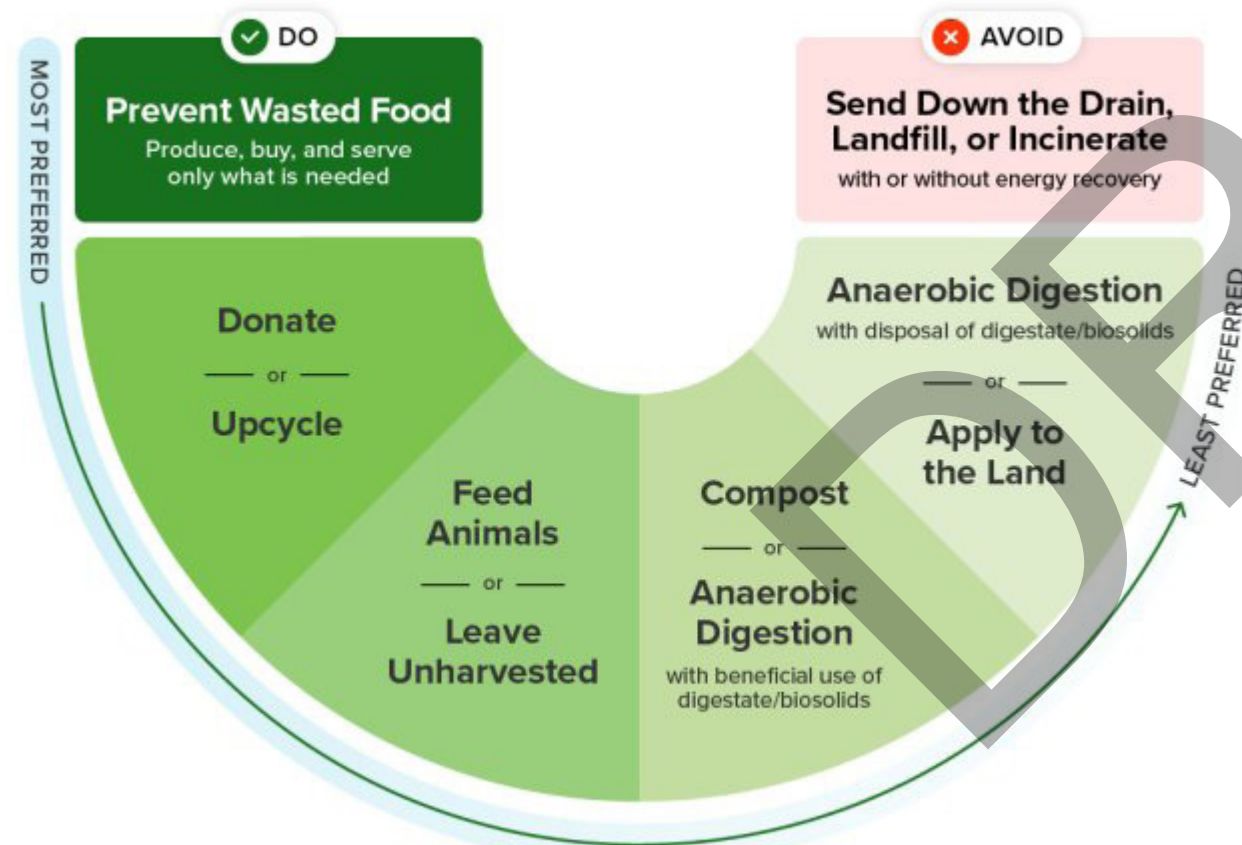 DO
AVOID
MOST PREFERRED
Prevent Wasted Food
Produce, buy, and serve
only what is needed
Send Down the Drain,
Landfill, or Incinerate
with or without energy recovery
Donate
or
Upcycle
Feed
Animals
or
Leave
Unharvested
Compost
or
Anaerobic
Digestion
with beneficial use of
digestate/biosolids
Anaerobic Digestion
with disposal of digestate/biosolids
or
Apply to
the Land
LEAST PREFERRED